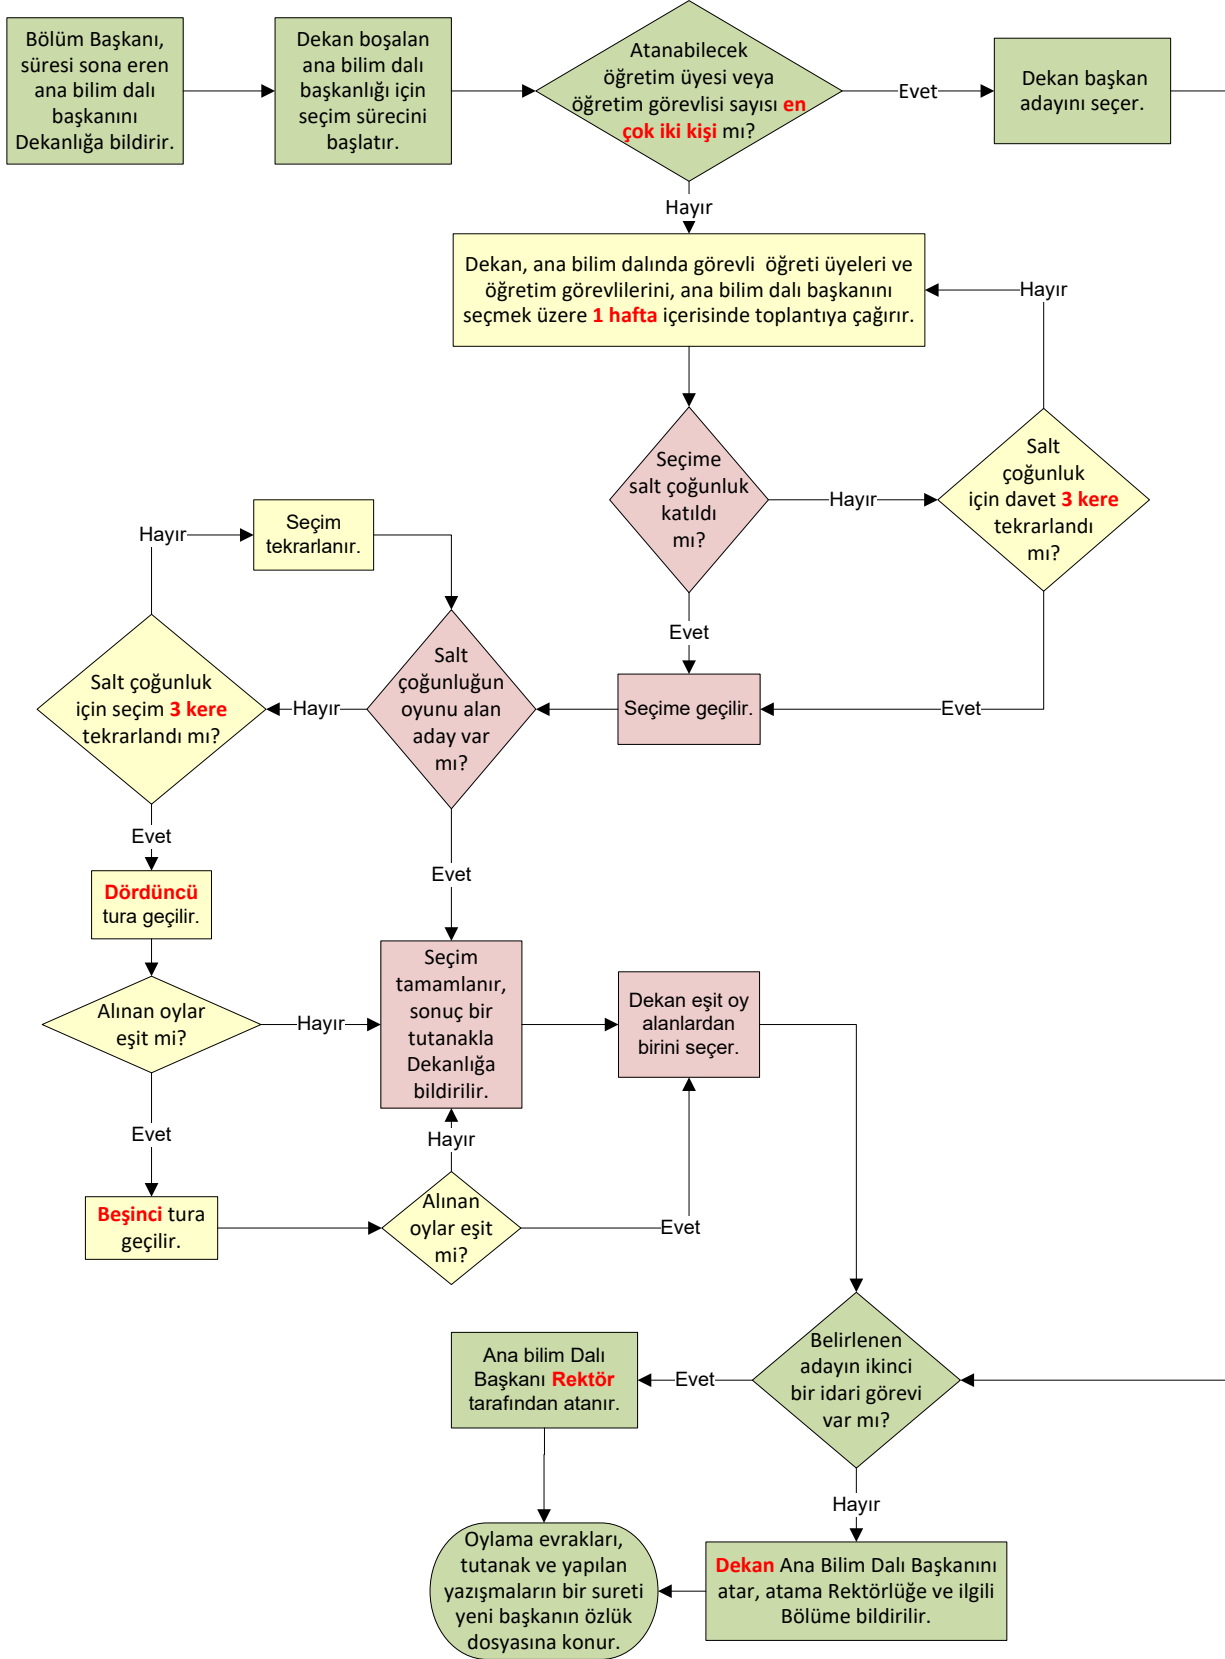 Bölüm Başkanı,
süresi sona eren
ana bilim dalı
başkanını
Dekanlığa bildirir.
Dekan boşalan
ana bilim dalı
başkanlığı için
seçim sürecini
başlatır.
Atanabilecek
öğretim üyesi veya
öğretim görevlisi sayısı en
çok iki kişi mı?
Evet
Dekan başkan
adayını seçer.
Hayır
Dekan, ana bilim dalında görevli öğreti üyeleri ve
öğretim görevlilerini, ana bilim dalı başkanını
seçmek üzere 1 hafta içerisinde toplantıya çağırır.
Hayır
Seçime
salt çoğunluk
katıldı
mı?
Hayır
Salt
çoğunluk
için davet 3 kere
tekrarlandı
mı?
Evet
Evet
Seçime geçilir.
Hayır
Seçim
tekrarlanır.
Salt çoğunluk
için seçim 3 kere
tekrarlandı mı?
Hayır
Salt
çoğunluğun
oyunu alan
aday var
mı?
Evet
Evet
Dördüncü
tura geçilir.
Alınan oylar
eşit mi?
Hayır
Seçim
tamamlanır,
sonuç bir
tutanakla
Dekanlığa
bildirilir.
Dekan eşit oy
alanlardan
birini seçer.
Evet
Hayır
Beşinci tura
geçilir.
Alınan
oylar eşit
mi?
Evet
Belirlenen
adayın ikinci
bir idari görevi
var mı?
Evet
Ana bilim Dalı
Başkanı Rektör
tarafından atanır.
Hayır
Oylama evrakları,
tutanak ve yapılan
yazışmaların bir sureti
yeni başkanın özlük
dosyasına konur.
Dekan Ana Bilim Dalı Başkanını
atar, atama Rektörlüğe ve ilgili
Bölüme bildirilir.